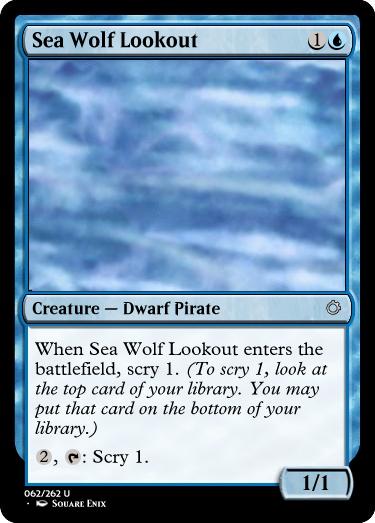 Sea Wolf Lookout 1
Creature — Dwarf Pirate
When Sea Wolf Lookout enters the
battlefield, scry 1. (To scry 1, look at
the top card of your library. You may
put that card on the bottom of your
library.)
2, : Scry 1.
062/262 U
1/1
· Square Enix